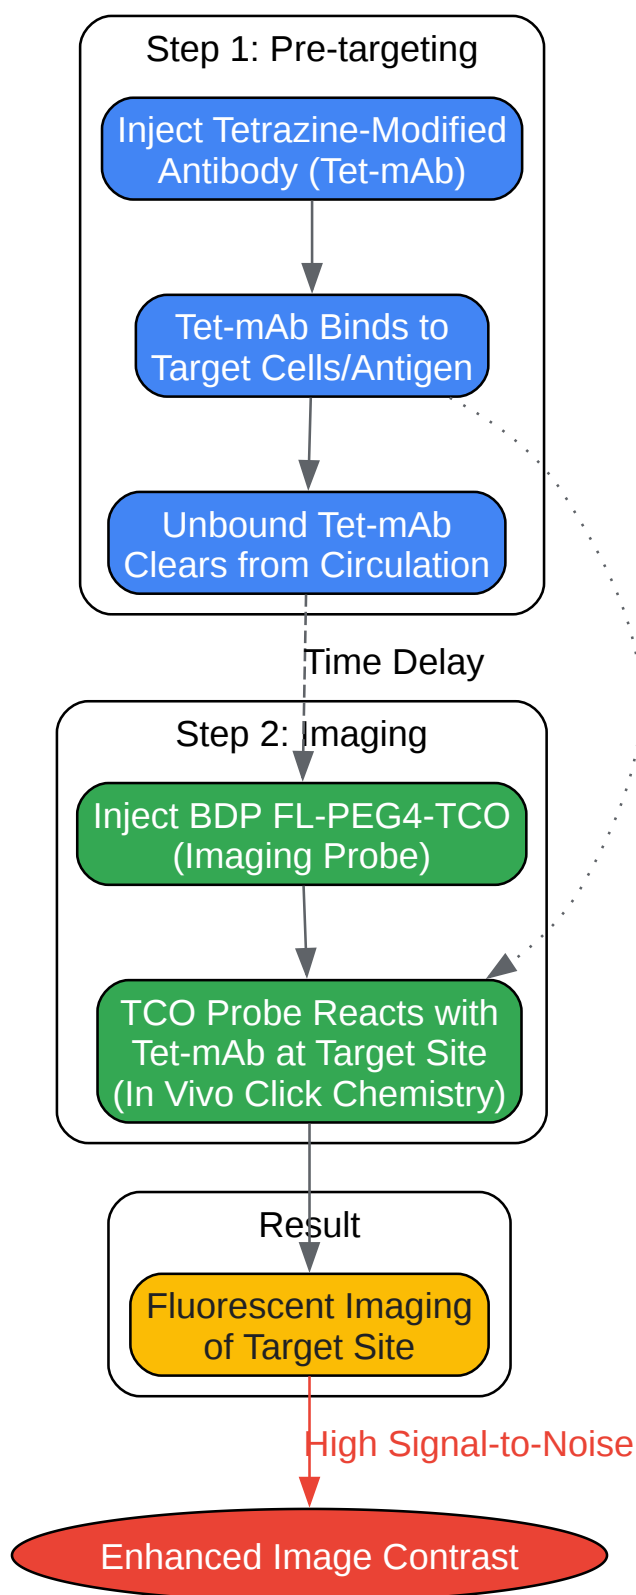 Step 1: Pre-targeting
Inject Tetrazine-Modified
Antibody (Tet-mAb)
Tet-mAb Binds to
Target Cells/Antigen
Unbound Tet-mAb
Clears from Circulation
Time Delay
Step 2: Imaging
Inject BDP FL-PEG4-TCO
(Imaging Probe)
TCO Probe Reacts with
Tet-mAb at Target Site
(In Vivo Click Chemistry)
Result
Fluorescent Imaging
of Target Site
High Signal-to-Noise
Enhanced Image Contrast